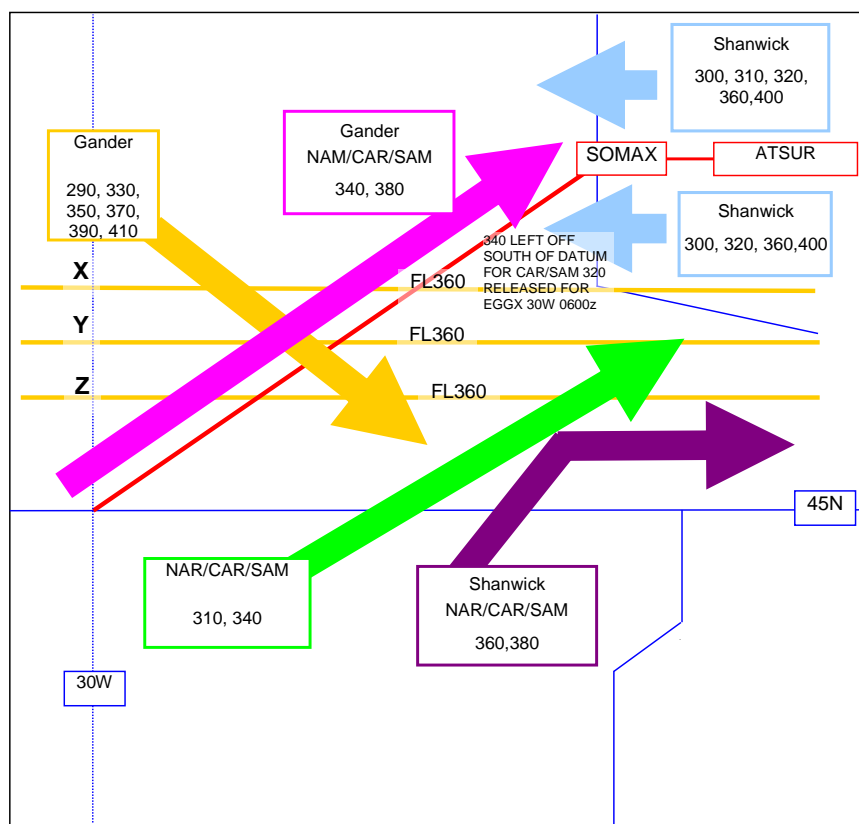 Shanwick
300, 310, 320,
360,400
Gander
NAM/CAR/SAM
340, 380
Gander
290, 330,
350, 370,
390, 410
SOMAX
ATSUR
Shanwick
300, 320, 360,400
340 LEFT OFF
SOUTH OF DATUM
FOR CAR/SAM 320
RELEASED FOR
EGGX 30W 0600z
X
FL360
Y
FL360
Z
FL360
45N
NAR/CAR/SAM
310, 340
Shanwick
NAR/CAR/SAM
360,380
30W